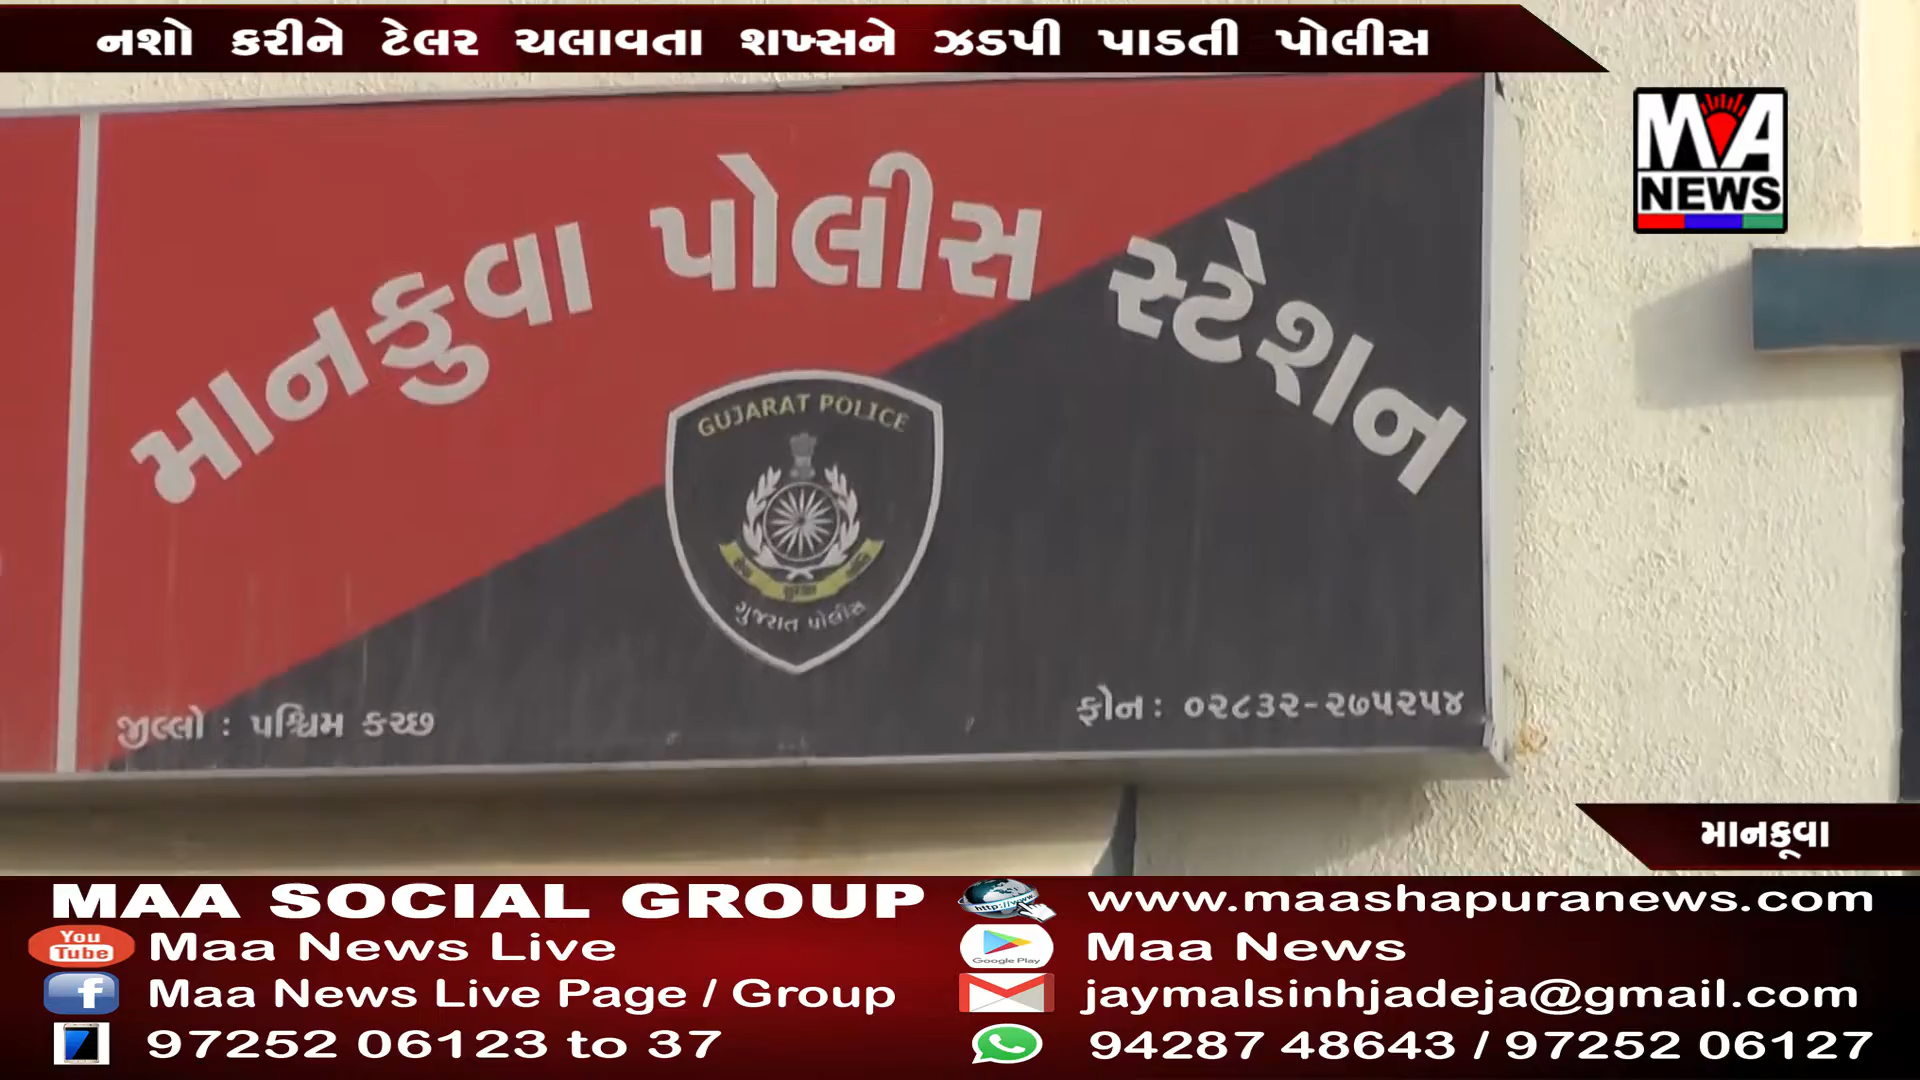 નશો કરીને ટેલર ચલાવતા શખ્સને ઝડપી પાડતી પોલીસ
MAA
NEWS
માનકુવા પોલીસ સ્ટેશન
GUJARAT POLICE
ગુજરાત પોલીસ
જીલ્લો : પશ્ચિમ કચ્છ
ફોન : ૦૨૮૩૨-૨૭૫૨૫૪
માનકૂવા
MAA SOCIAL GROUP
You
Tube
Maa News Live
Maa News Live Page / Group
97252 06123 to 37
http://www
www.maashapuranews.com
Google Play
Maa News
jaymalsinhjadeja@gmail.com
94287 48643 / 97252 06127